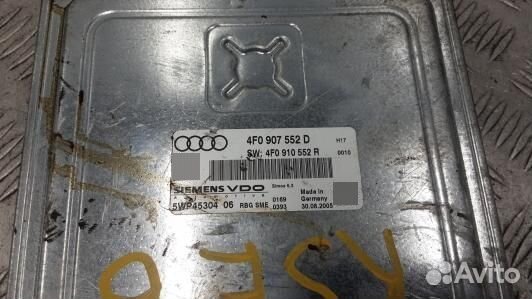 4F0 907 552 D H17
SW: 4F0 910 552 R 0010
SIEMENS VDO Simos 6.3
Automotive
0169 Made in Germany
5WP45304 06 RBG SME 0393 30.08.2005
Avito